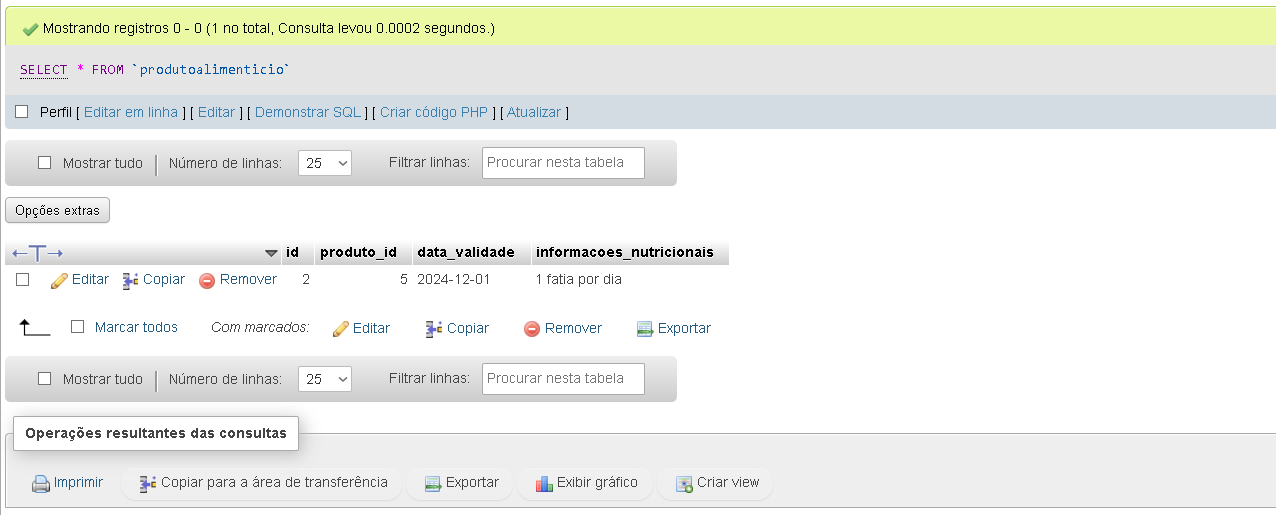 Mostrando registros 0 - 0 (1 no total, Consulta levou 0.0002 segundos.)
SELECT * FROM `produtoalimenticio`
Perfil [ Editar em linha ] [ Editar ] [ Demonstrar SQL ] [ Criar código PHP ] [ Atualizar ]
Mostrar tudo Número de linhas: 25 Filtrar linhas: Procurar nesta tabela
Opções extras
id produto_id data_validade informacoes_nutricionais
Editar Copiar Remover 2 5 2024-12-01 1 fatia por dia
Marcar todos Com marcados: Editar Copiar Remover Exportar
Mostrar tudo Número de linhas: 25 Filtrar linhas: Procurar nesta tabela
Operações resultantes das consultas
Imprimir Copiar para a área de transferência Exportar Exibir gráfico Criar view